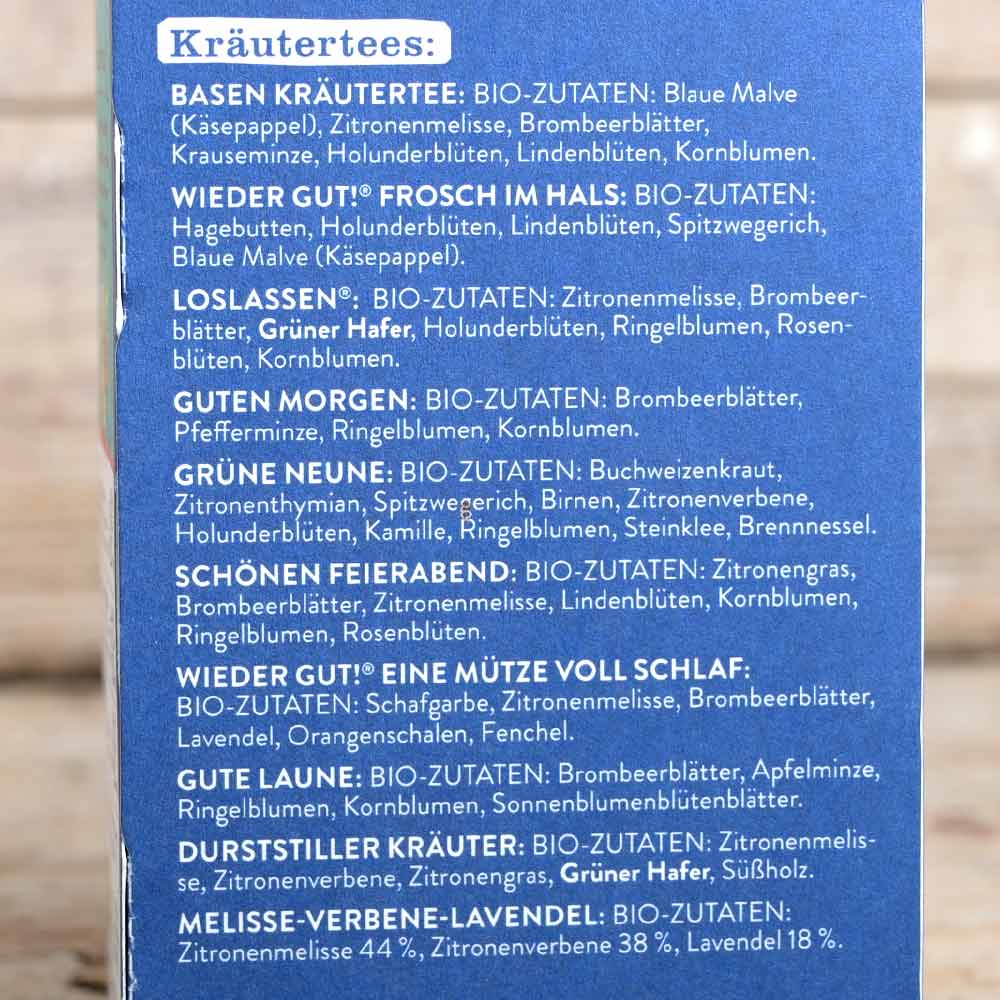 Kräutertees:
BASEN KRÄUTERTEE: BIO-ZUTATEN: Blaue Malve
(Käsepappel), Zitronenmelisse, Brombeerblätter,
Krauseminze, Holunderblüten, Lindenblüten, Kornblumen.
WIEDER GUT!® FROSCH IM HALS: BIO-ZUTATEN:
Hagebutten, Holunderblüten, Lindenblüten, Spitzwegerich,
Blaue Malve (Käsepappel).
LOSLASSEN®: BIO-ZUTATEN: Zitronenmelisse, Brombeer-
blätter, Grüner Hafer, Holunderblüten, Ringelblumen, Rosen-
blüten, Kornblumen.
GUTEN MORGEN: BIO-ZUTATEN: Brombeerblätter,
Pfefferminze, Ringelblumen, Kornblumen.
GRÜNE NEUNE: BIO-ZUTATEN: Buchweizenkraut,
Zitronenthymian, Spitzwegerich, Birnen, Zitronenverbene,
Holunderblüten, Kamille, Ringelblumen, Steinklee, Brennnessel.
SCHÖNEN FEIERABEND: BIO-ZUTATEN: Zitronengras,
Brombeerblätter, Zitronenmelisse, Lindenblüten, Kornblumen,
Ringelblumen, Rosenblüten.
WIEDER GUT!® EINE MÜTZE VOLL SCHLAF:
BIO-ZUTATEN: Schafgarbe, Zitronenmelisse, Brombeerblätter,
Lavendel, Orangenschalen, Fenchel.
GUTE LAUNE: BIO-ZUTATEN: Brombeerblätter, Apfelminze,
Ringelblumen, Kornblumen, Sonnenblumenblütenblätter.
DURSTSTILLER KRÄUTER: BIO-ZUTATEN: Zitronenmelis-
se, Zitronenverbene, Zitronengras, Grüner Hafer, Süßholz.
MELISSE-VERBENE-LAVENDEL: BIO-ZUTATEN:
Zitronenmelisse 44 %, Zitronenverbene 38 %, Lavendel 18 %.